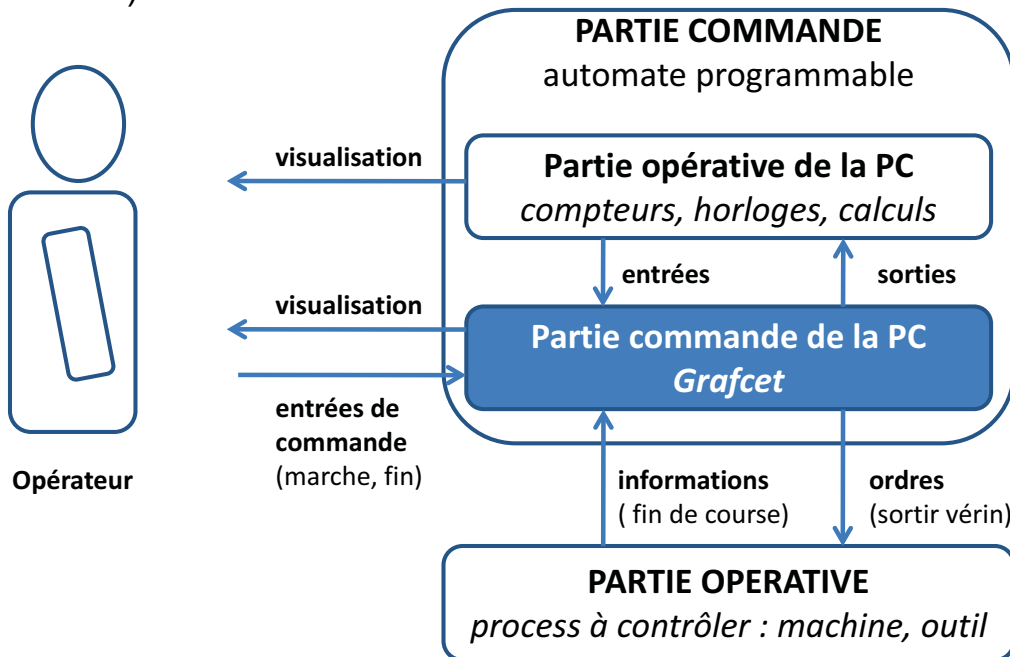 )
PARTIE COMMANDE
automate programmable
visualisation
Partie opérative de la PC
compteurs, horloges, calculs
entrées
sorties
visualisation
Partie commande de la PC
Grafcet
entrées de
commande
(marche, fin)
Opérateur
informations
( fin de course)
ordres
(sortir vérin)
PARTIE OPERATIVE
process à contrôler : machine, outil